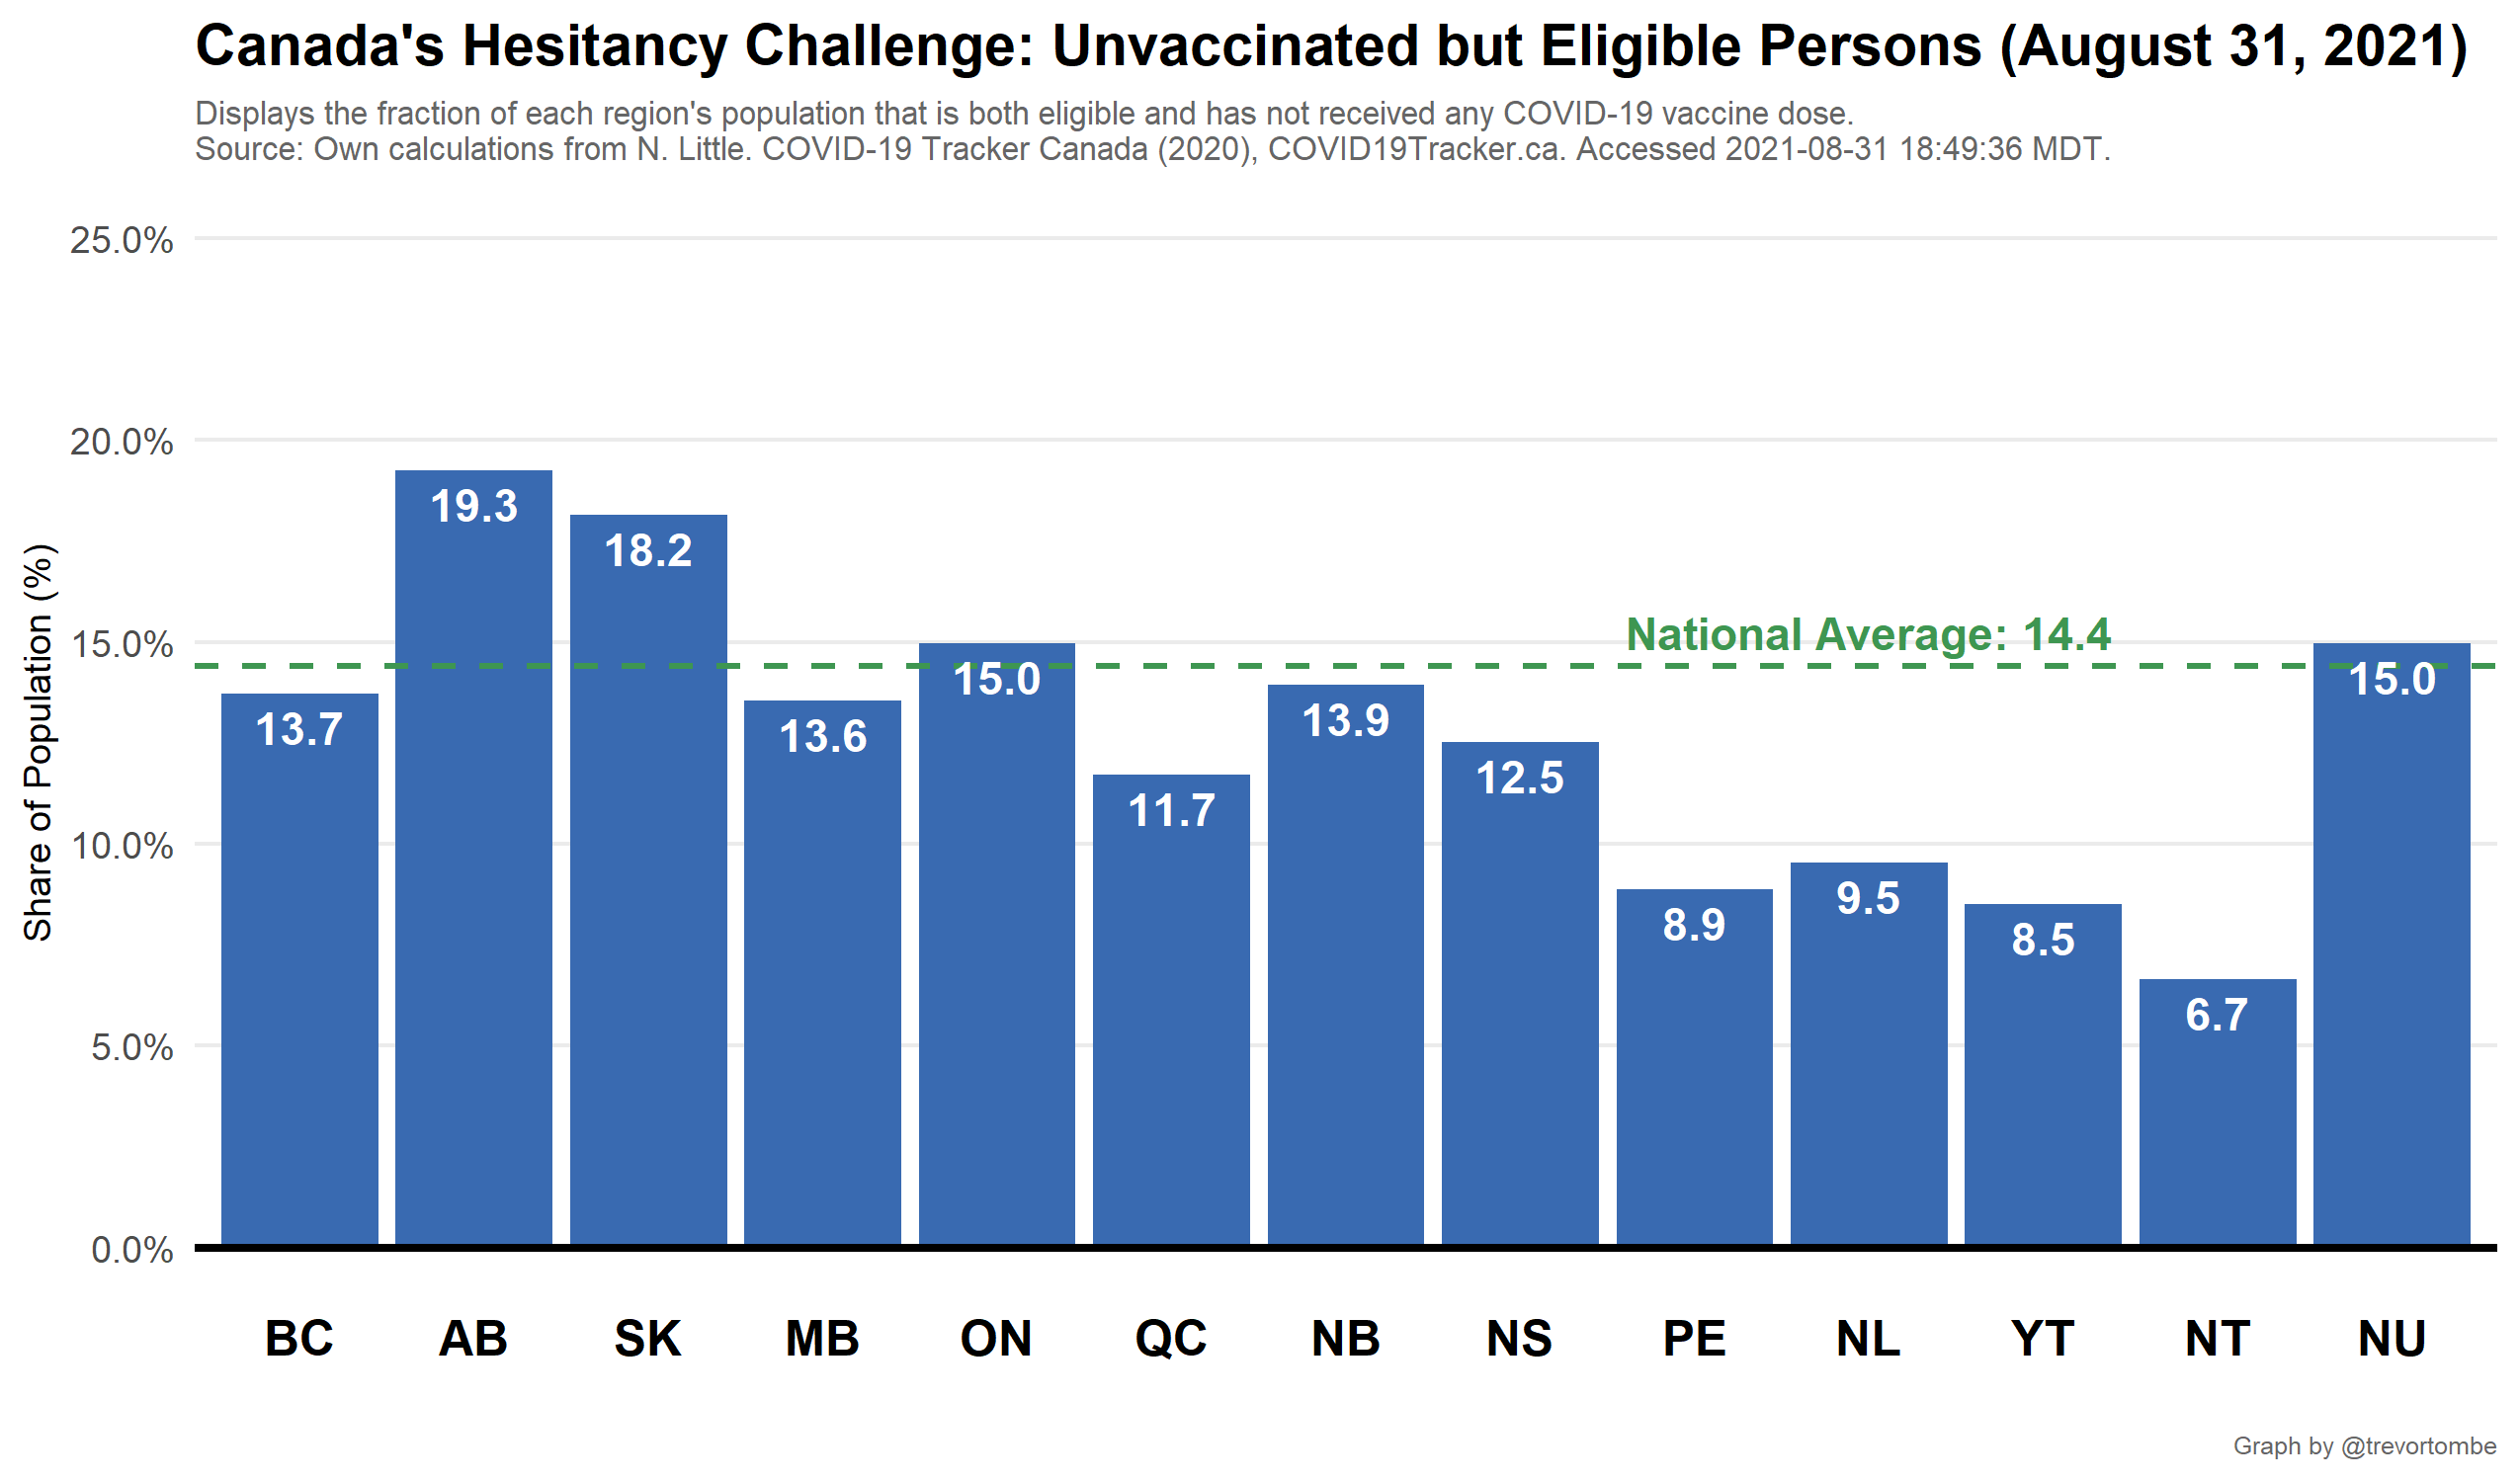 Canada's Hesitancy Challenge: Unvaccinated but Eligible Persons (August 31, 2021)
Displays the fraction of each region's population that is both eligible and has not received any COVID-19 vaccine dose.
Source: Own calculations from N. Little. COVID-19 Tracker Canada (2020), COVID19Tracker.ca. Accessed 2021-08-31 18:49:36 MDT.
Share of Population (%)
25.0%
20.0%
15.0%
10.0%
5.0%
0.0%
National Average: 14.4
13.7
19.3
18.2
13.6
15.0
11.7
13.9
12.5
8.9
9.5
8.5
6.7
15.0
BC AB SK MB ON QC NB NS PE NL YT NT NU
Graph by @trevortombe